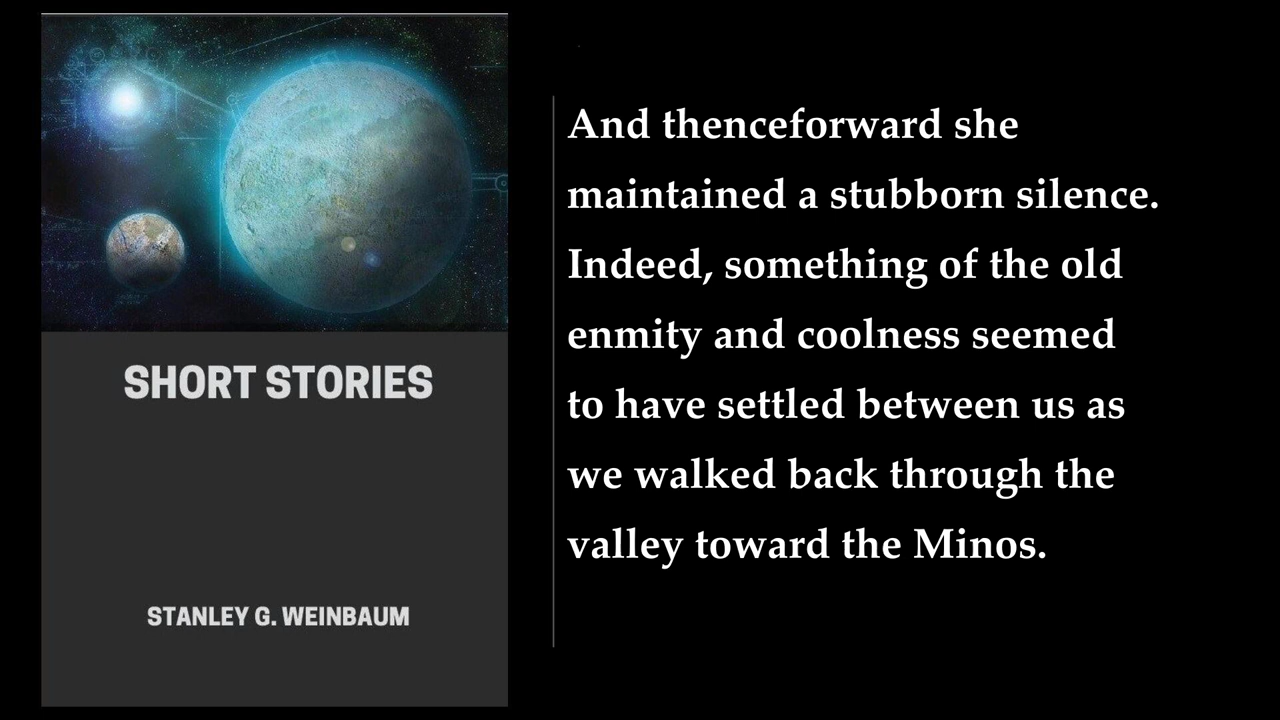 SHORT STORIES
STANLEY G. WEINBAUM
And thenceforward she
maintained a stubborn silence.
Indeed, something of the old
enmity and coolness seemed
to have settled between us as
we walked back through the
valley toward the Minos.